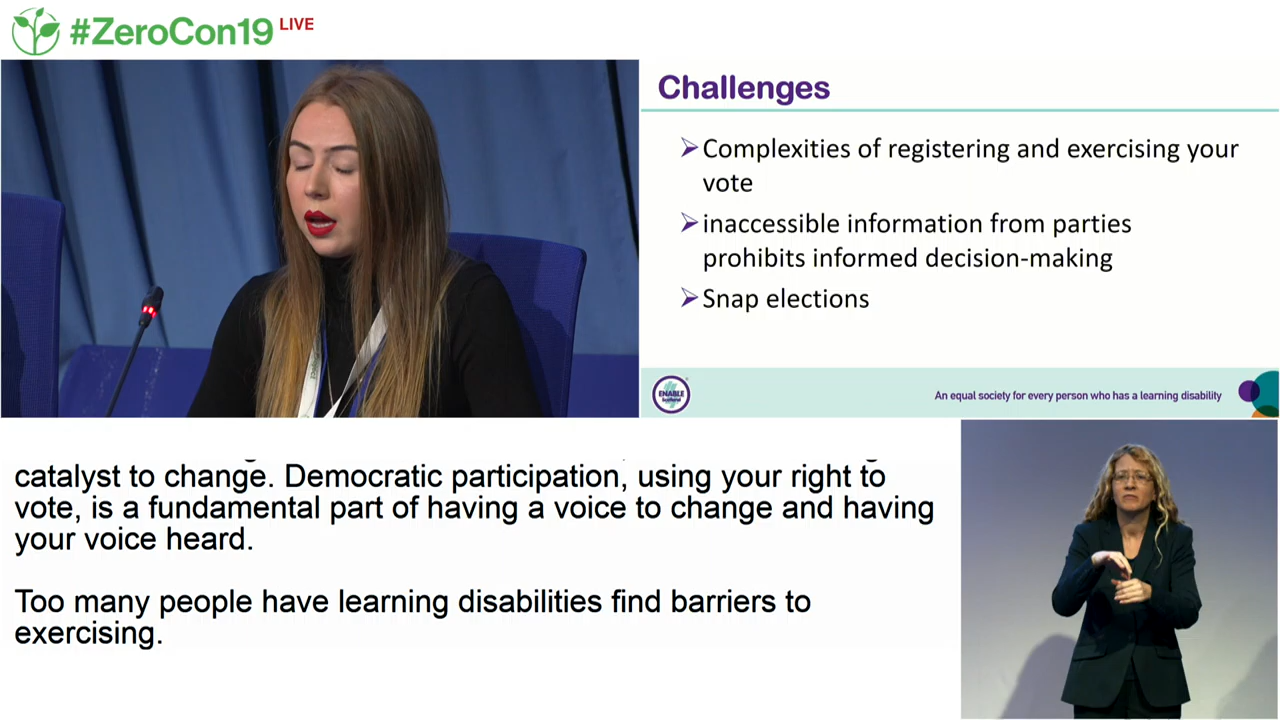 #ZeroCon19 LIVE
Challenges
Complexities of registering and exercising your
vote
inaccessible information from parties
prohibits informed decision-making
Snap elections
ENABLE
Scotland
An equal society for every person who has a learning disability
catalyst to change. Democratic participation, using your right to
vote, is a fundamental part of having a voice to change and having
your voice heard.
Too many people have learning disabilities find barriers to
exercising.